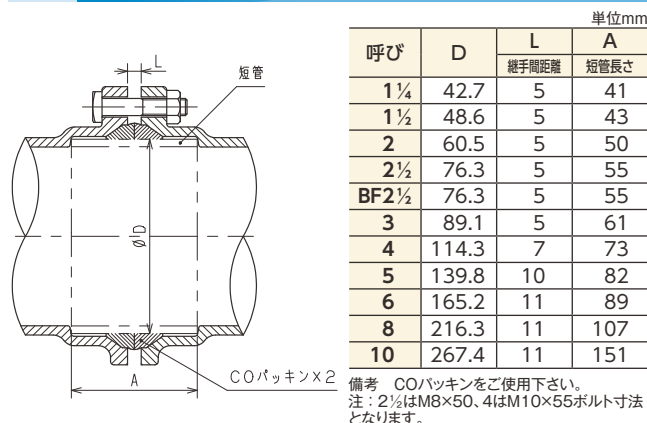 単位mm
L
短管
øD
A
COパッキン×2
呼び D L A
継手間距離 短管長さ
1¼ 42.7 5 41
1½ 48.6 5 43
2 60.5 5 50
2½ 76.3 5 55
BF2½ 76.3 5 55
3 89.1 5 61
4 114.3 7 73
5 139.8 10 82
6 165.2 11 89
8 216.3 11 107
10 267.4 11 151
備考　COパッキンをご使用下さい。
注：2½はM8×50、4はM10×55ボルト寸法
となります。